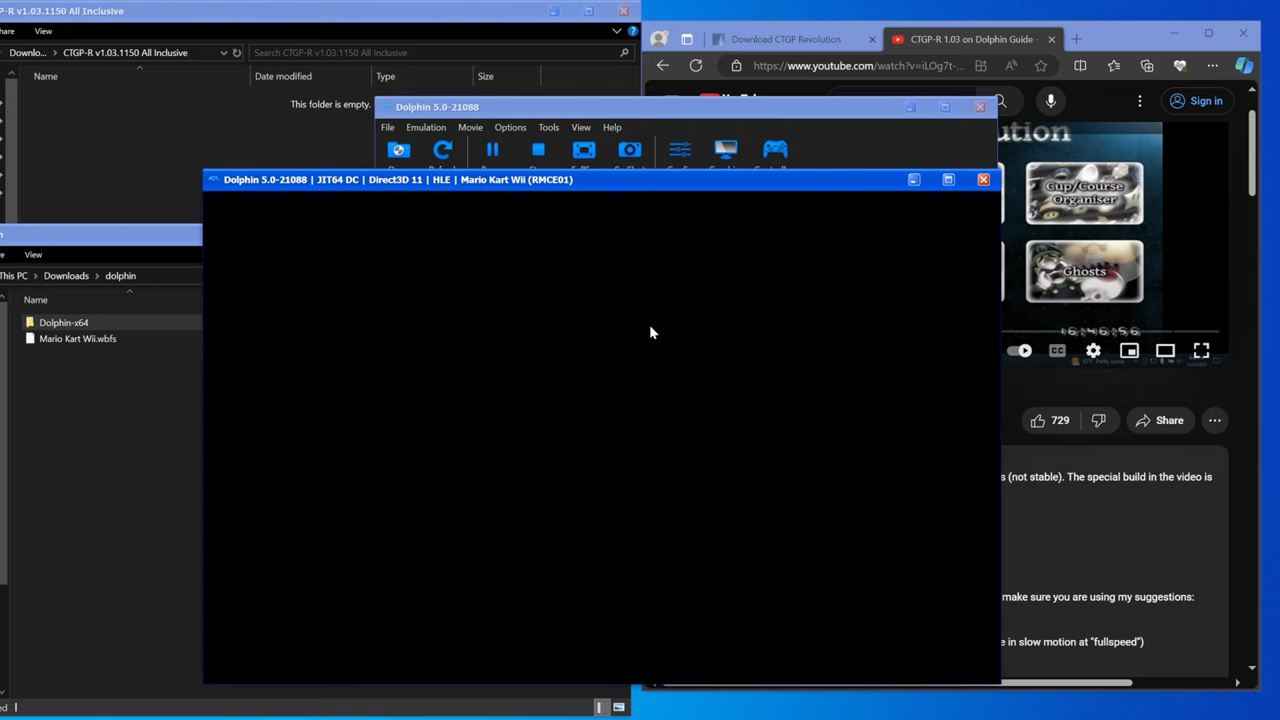 P-R v1.03.1150 All Inclusive
hare View
Downlo... CTGP-R v1.03.1150 All Inclusive Search CTGP-R v1.03.1150 All Inclusive
Name Date modified Type Size
This folder is empty.
Download CTGP Revolution
CTGP-R 1.03 on Dolphin Guide -
https://www.youtube.com/watch?v=iLOg7t-...
Sign in
Dolphin 5.0-21088
File Emulation Movie Options Tools View Help
Dolphin 5.0-21088 | JIT64 DC | Direct3D 11 | HLE | Mario Kart Wii (RMCE01)
ution
Cup/Course
Organiser
Ghosts
View
This PC Downloads dolphin
Name
Dolphin-x64
Mario Kart Wii.wbfs
CC
729 Share
s (not stable). The special build in the video is
make sure you are using my suggestions:
e in slow motion at "fullspeed")
ed